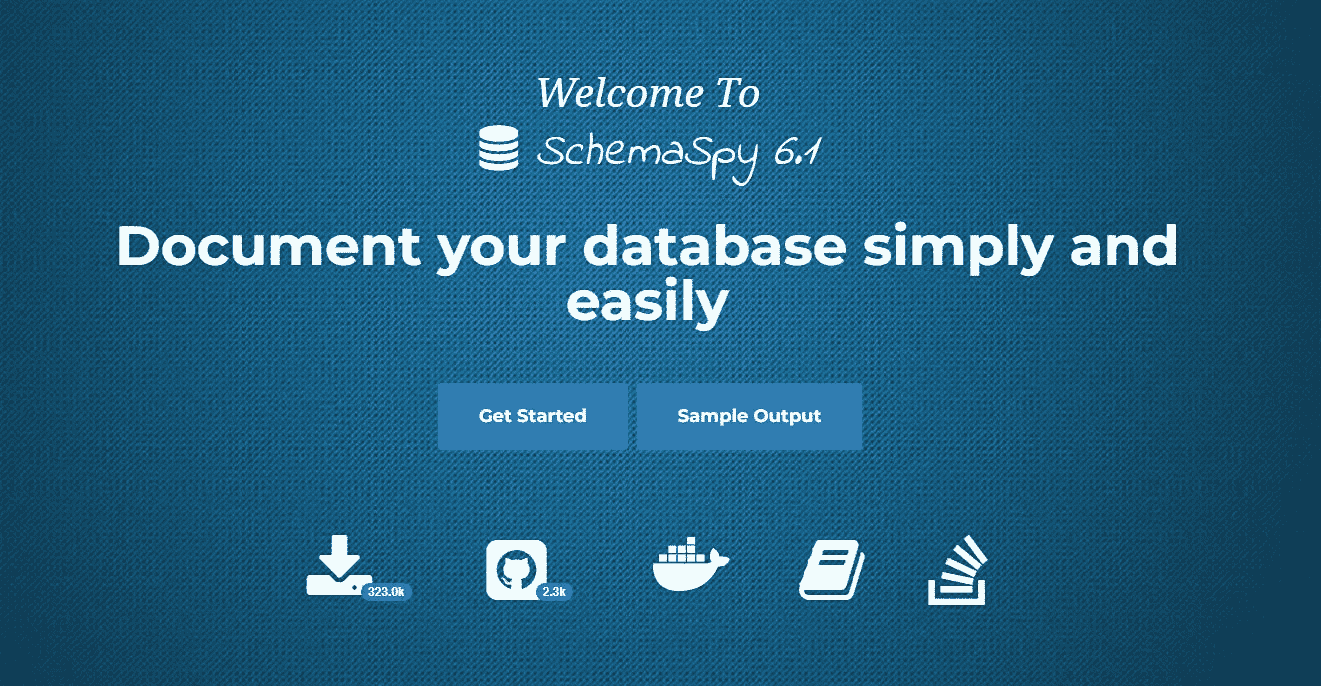 Welcome To
SchemaSpy 6.1
Document your database simply and
easily
Get Started
Sample Output
323.0k
2.3k